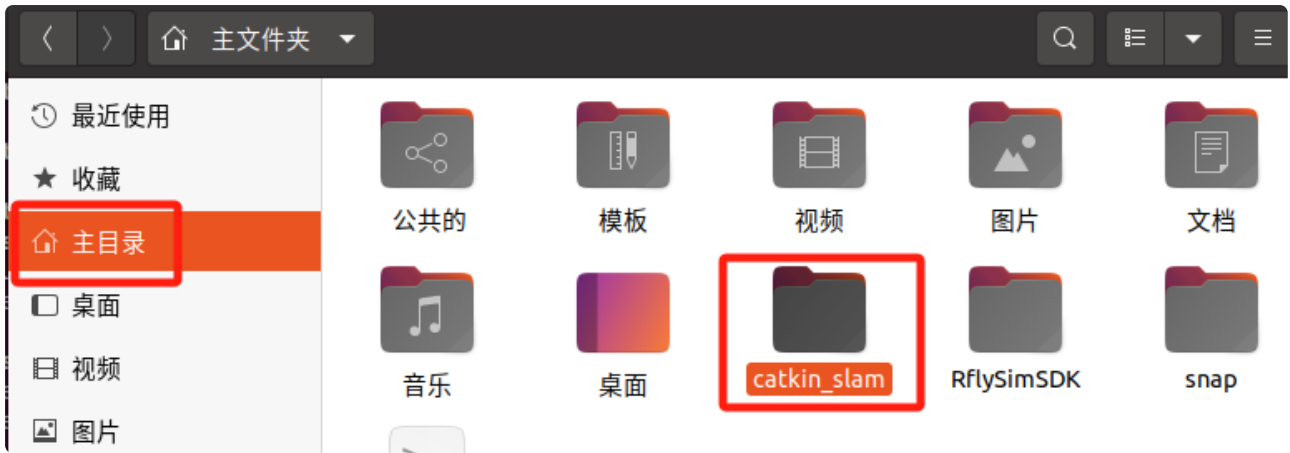 主文件夹
最近使用
收藏
主目录
桌面
视频
图片
公共的
模板
视频
图片
文档
音乐
桌面
catkin_slam
RflySimSDK
snap